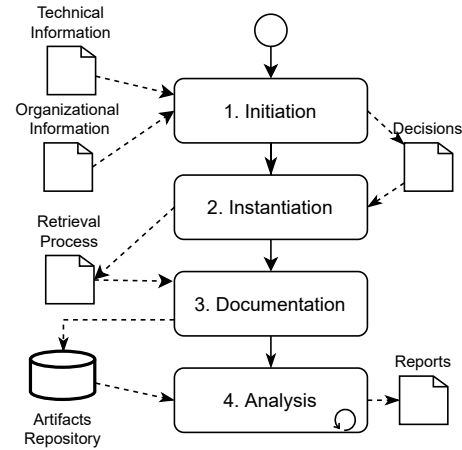 Technical
Information
1. Initiation
Organizational
Information
Decisions
2. Instantiation
Retrieval
Process
3. Documentation
Reports
4. Analysis
Artifacts
Repository